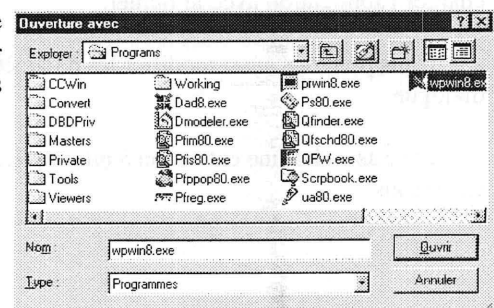 Ouverture avec
Explorer : Programs
CCWin Working prwin8.exe wpwin8.ex
Convert Dad8.exe Ps80.exe
DBDPriv Dmodeler.exe Qfinder.exe
Masters Pfim80.exe Qfschd80.exe
Private Pfis80.exe QPW.exe
Tools Pfppop80.exe Scrpbook.exe
Viewers Pfreg.exe ua80.exe
Nom : wpwin8.exe Ouvrir
Type : Programmes Annuler